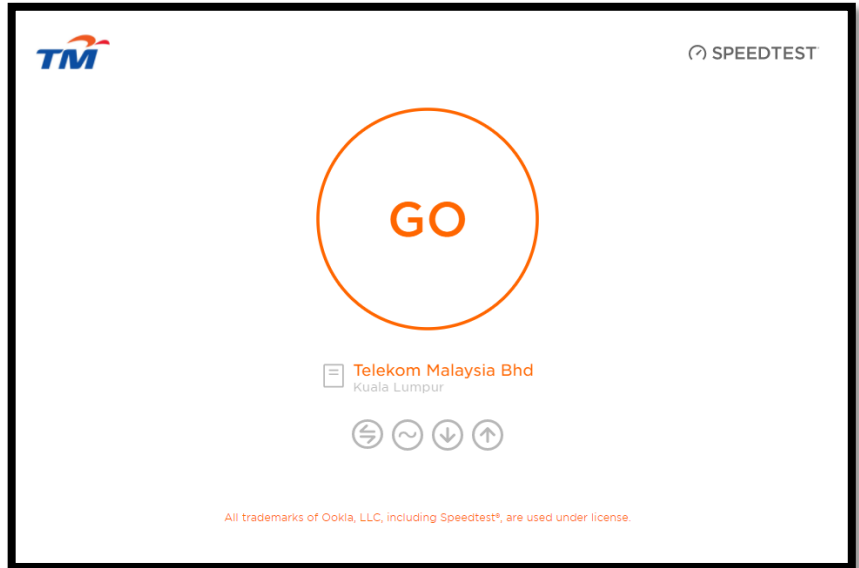 TM
SPEEDTEST
GO
Telekom Malaysia Bhd
Kuala Lumpur
All trademarks of Ookla, LLC, including Speedtest®, are used under license.